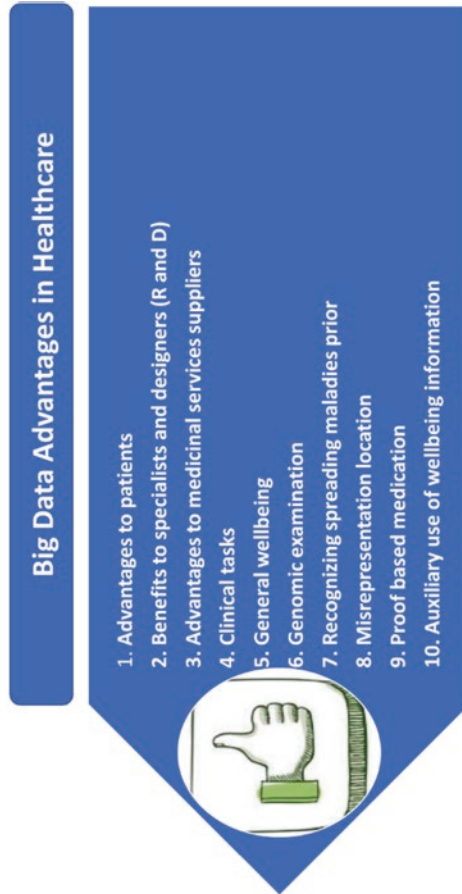 Big Data Advantages in Healthcare
1. Advantages to patients
2. Benefits to specialists and designers (R and D)
3. Advantages to medicinal services suppliers
4. Clinical tasks
5. General wellbeing
6. Genomic examination
7. Recognizing spreading maladies prior
8. Misrepresentation location
9. Proof based medication
10. Auxiliary use of wellbeing information